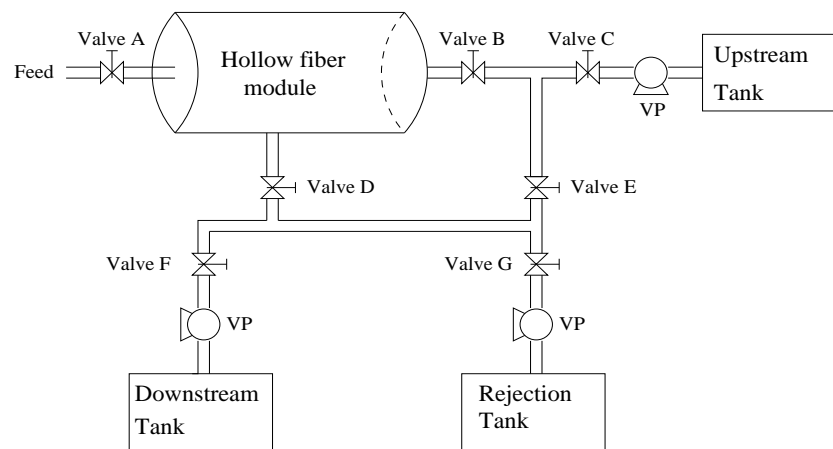 Valve A
Valve B
Valve C
Feed
Hollow fiber
module
Upstream
Tank
VP
Valve D
Valve E
Valve F
Valve G
VP
VP
Downstream
Tank
Rejection
Tank